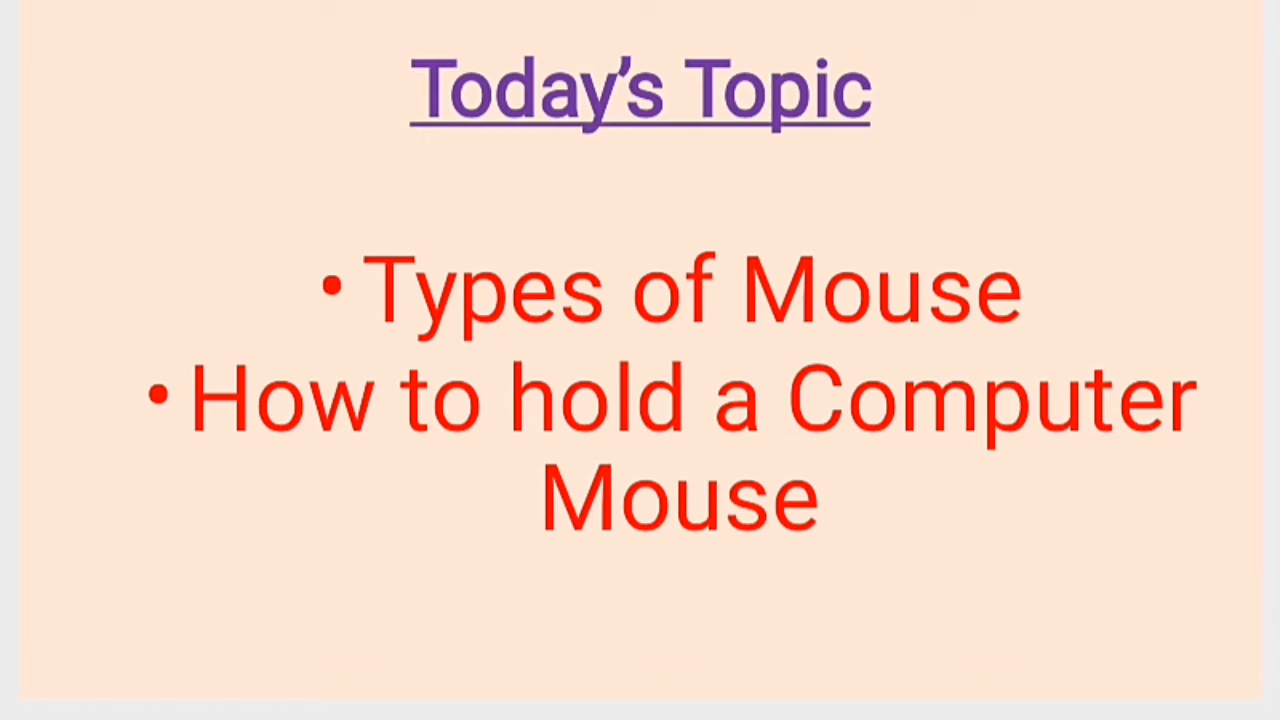 Today’s Topic
• Types of Mouse
• How to hold a Computer
Mouse